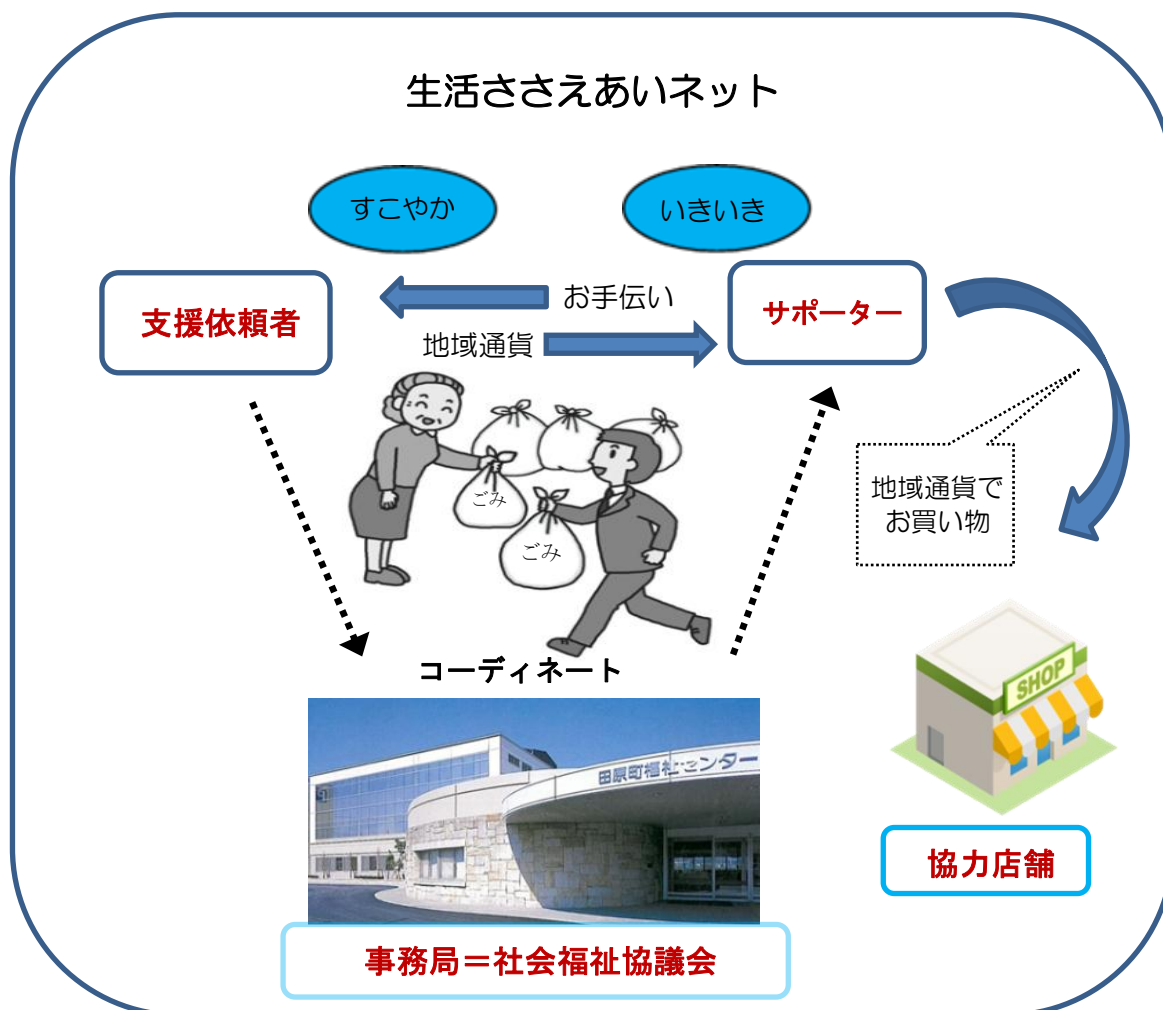 生活ささえあいネット
すこやか
いきいき
支援依頼者
お手伝い
地域通貨
サポーター
地域通貨で
お買い物
ごみ
ごみ
コーディネート
SHOP
田原町福祉センター
協力店舗
事務局＝社会福祉協議会